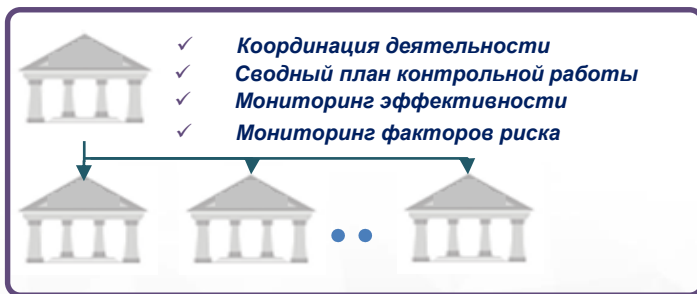 ✓ Координация деятельности
✓ Сводный план контрольной работы
✓ Мониторинг эффективности
✓ Мониторинг факторов риска